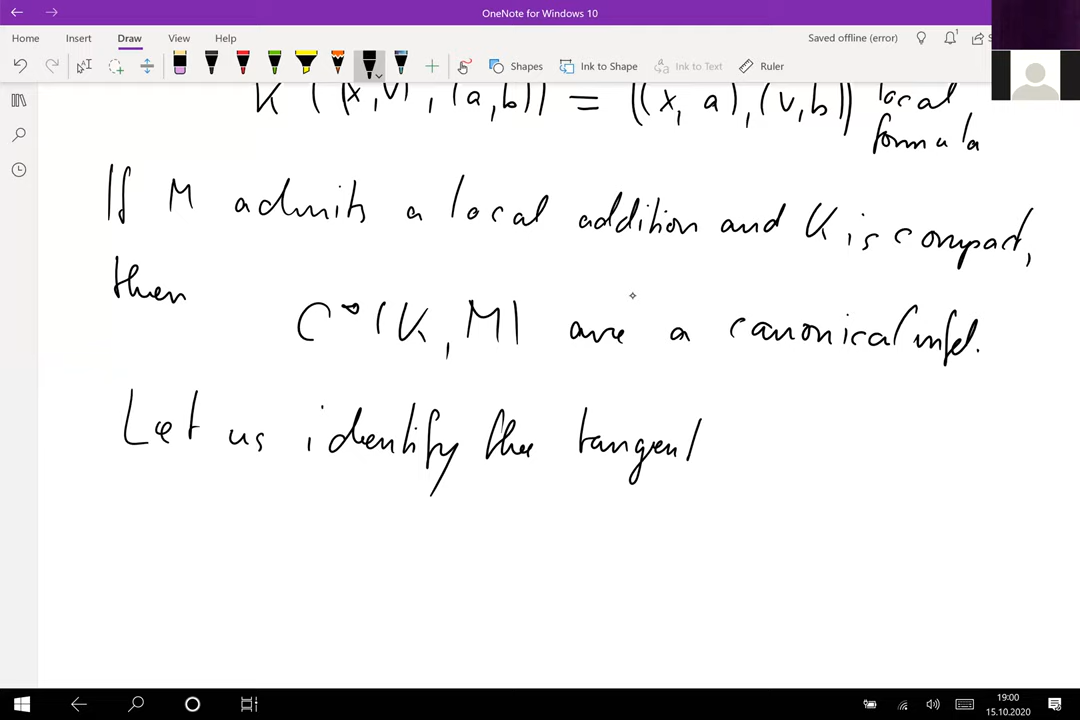 OneNote for Windows 10
Home Insert Draw View Help
Saved offline (error)
Shapes Ink to Shape Ink to Text Ruler
K ((x,v), (a,b)) = ((x, a), (v,b)) local
formula
If M admits a local addition and K is compact,
then
C^∞(K, M) are a canonical mfd.
Let us identify the tangent
19:00
15.10.2020